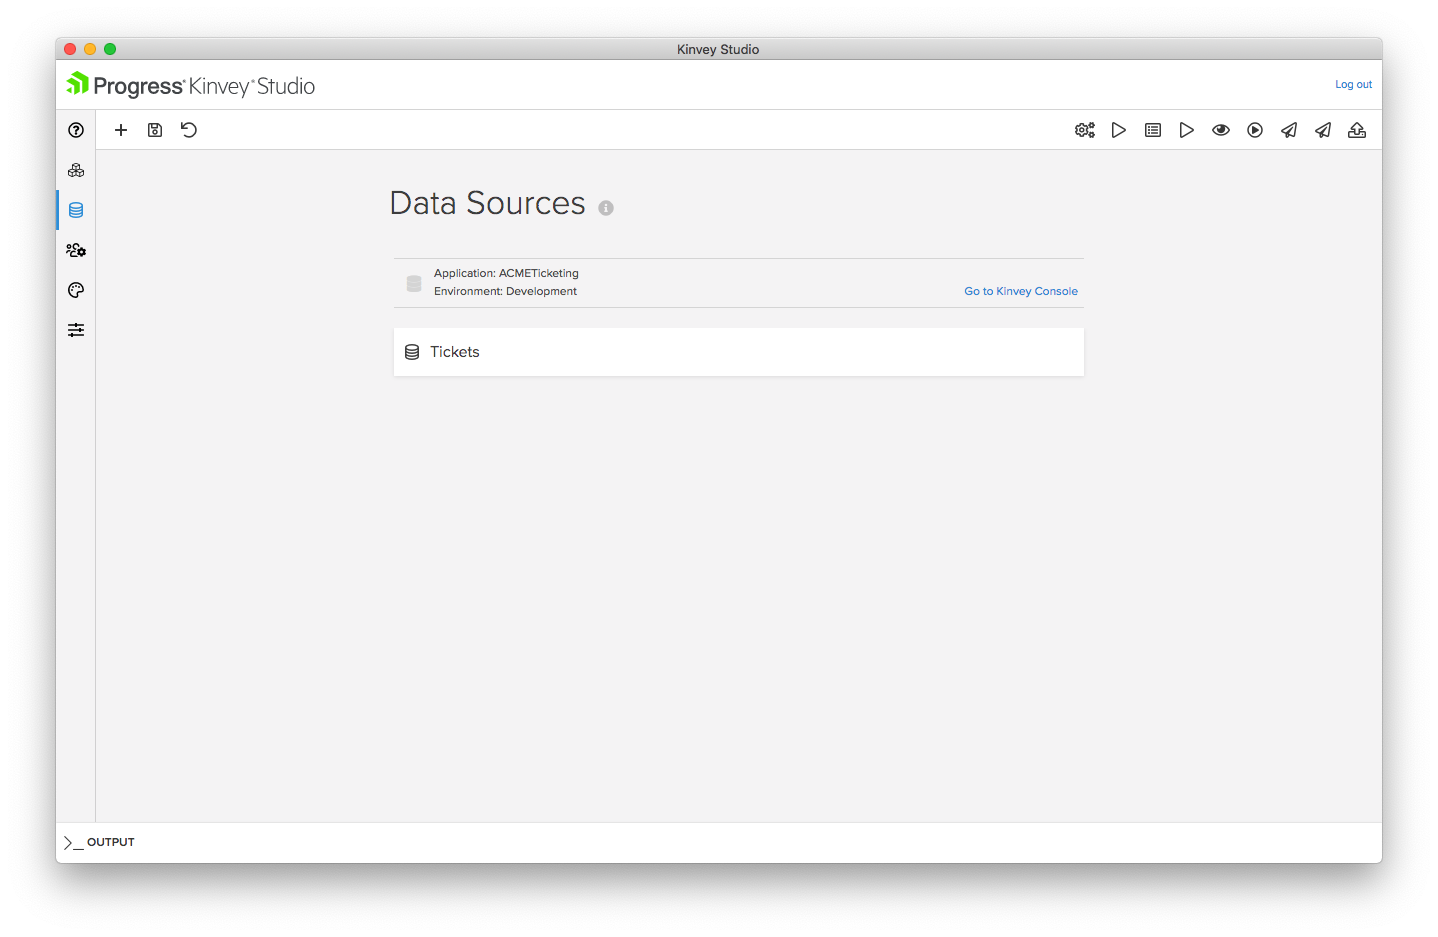 Kinvey Studio
Progress® Kinvey® Studio
Log out
Data Sources
Application: ACMETicketing
Environment: Development
Go to Kinvey Console
Tickets
OUTPUT